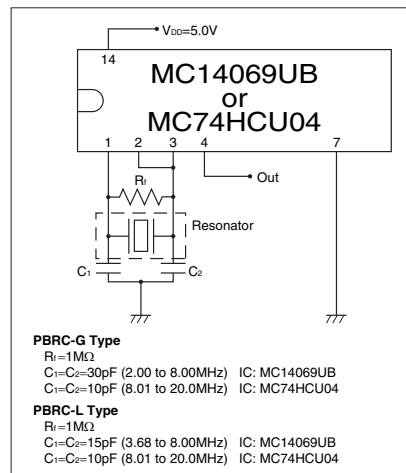 VDD=5.0V
14
MC14069UB
or
MC74HCU04
1 2 3 4 7
Rf
Out
Resonator
C1 C2
PBRC-G Type
Rf=1MΩ
C1=C2=30pF (2.00 to 8.00MHz) IC: MC14069UB
C1=C2=10pF (8.01 to 20.0MHz) IC: MC74HCU04
PBRC-L Type
Rf=1MΩ
C1=C2=15pF (3.68 to 8.00MHz) IC: MC14069UB
C1=C2=10pF (8.01 to 20.0MHz) IC: MC74HCU04